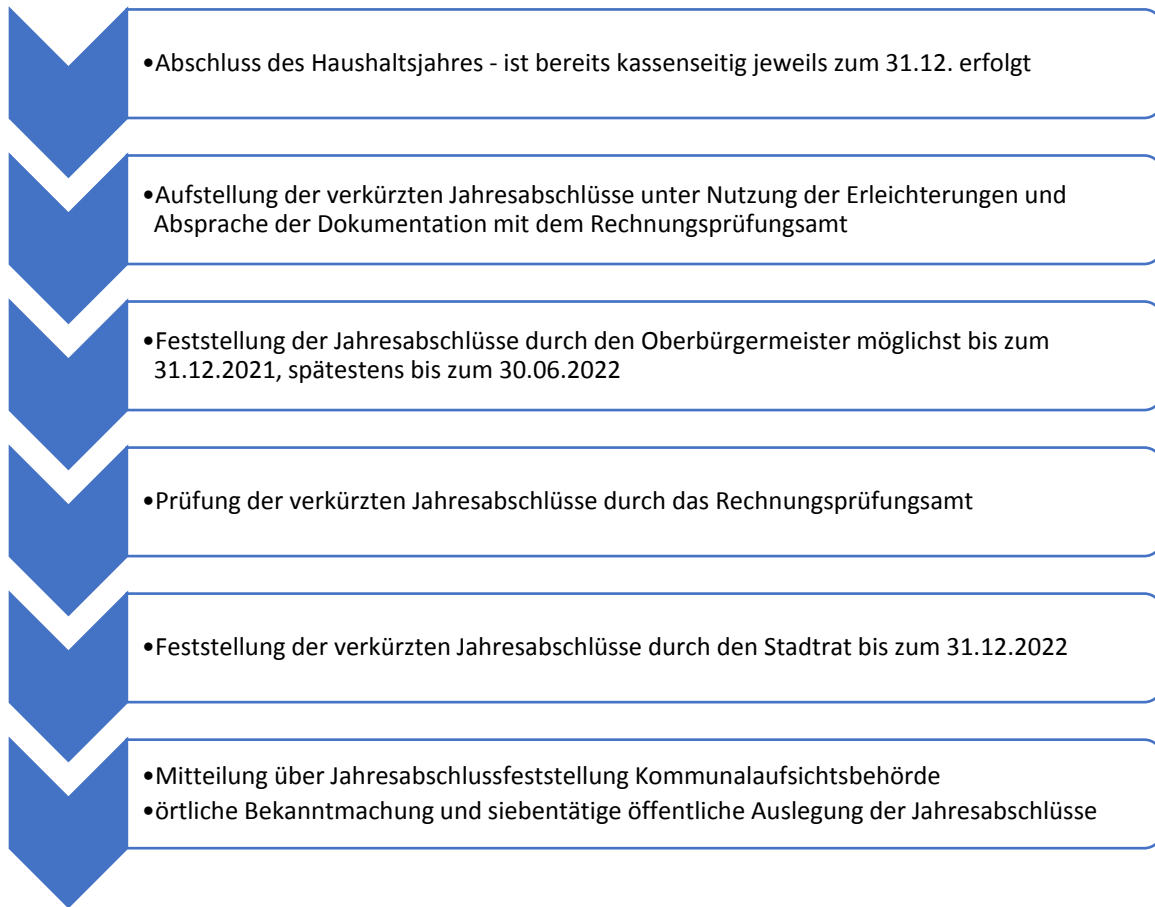 •Abschluss des Haushaltsjahres - ist bereits kassenseitig jeweils zum 31.12. erfolgt
•Aufstellung der verkürzten Jahresabschlüsse unter Nutzung der Erleichterungen und
Absprache der Dokumentation mit dem Rechnungsprüfungsamt
•Feststellung der Jahresabschlüsse durch den Oberbürgermeister möglichst bis zum
31.12.2021, spätestens bis zum 30.06.2022
•Prüfung der verkürzten Jahresabschlüsse durch das Rechnungsprüfungsamt
•Feststellung der verkürzten Jahresabschlüsse durch den Stadtrat bis zum 31.12.2022
•Mitteilung über Jahresabschlussfeststellung Kommunalaufsichtsbehörde
•örtliche Bekanntmachung und siebentätige öffentliche Auslegung der Jahresabschlüsse